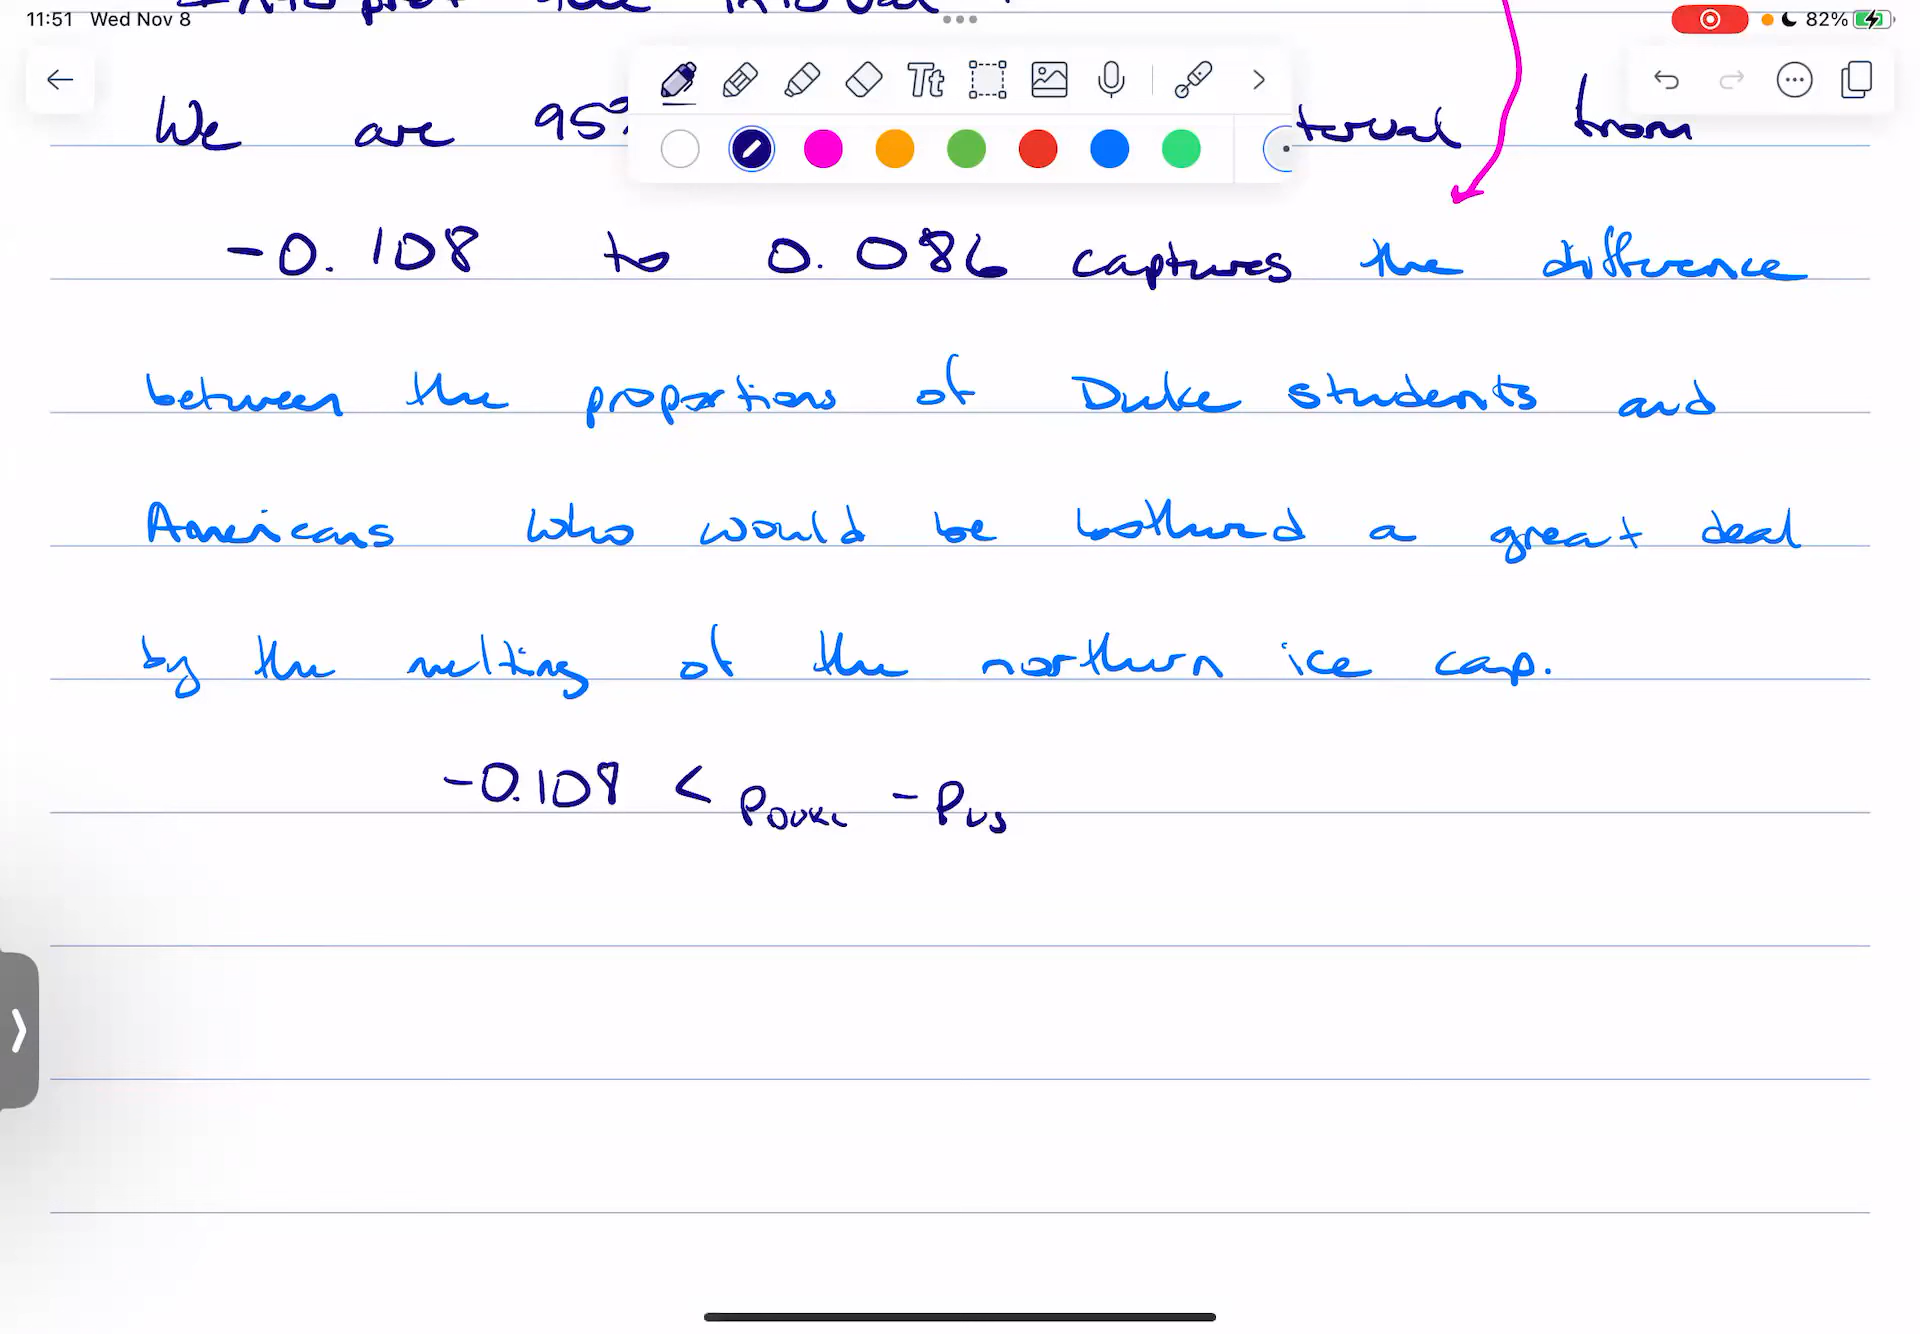 11:51 Wed Nov 8
82%
Tt
We are 95% terval from
-0.108 to 0.086 captures the difference
between the proportions of Duke students and
Americans who would be bothered a great deal
by the melting of the northern ice cap.
-0.108 < PDUKE - PUS